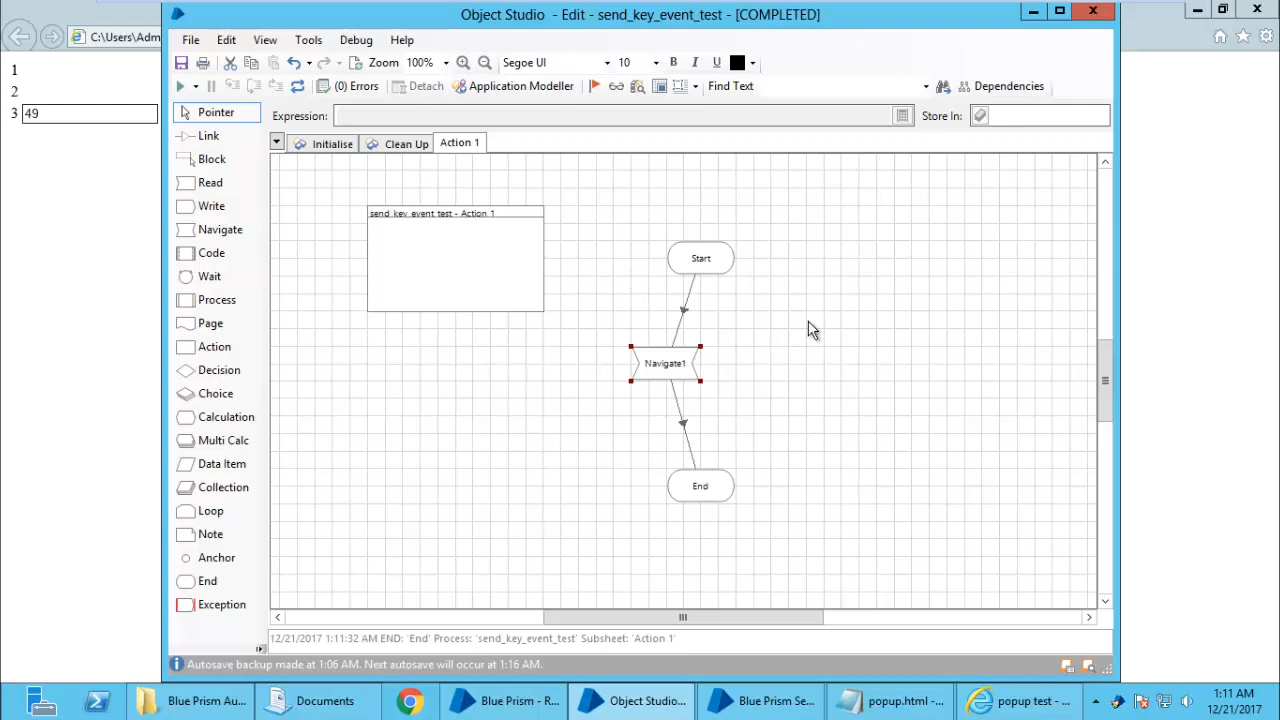 Object Studio - Edit - send_key_event_test - [COMPLETED]
C:\Users\Adm
File Edit View Tools Debug Help
Zoom 100% Segoe UI 10 B I U
(0) Errors Detach Application Modeller Find Text Dependencies
Expression: Store In:
Initialise Clean Up Action 1
1
2
3 49
Pointer
Link
Block
Read
Write
Navigate
Code
Wait
Process
Page
Action
Decision
Choice
Calculation
Multi Calc
Data Item
Collection
Loop
Note
Anchor
End
Exception
send_key_event_test - Action 1
Start
Navigate1
End
12/21/2017 1:11:32 AM END: 'End' Process: 'send_key_event_test' Subsheet: 'Action 1'
Autosave backup made at 1:06 AM. Next autosave will occur at 1:16 AM.
Blue Prism Au... Documents Blue Prism - R... Object Studio... Blue Prism Se... popup.html -... popup test - ... 1:11 AM
12/21/2017